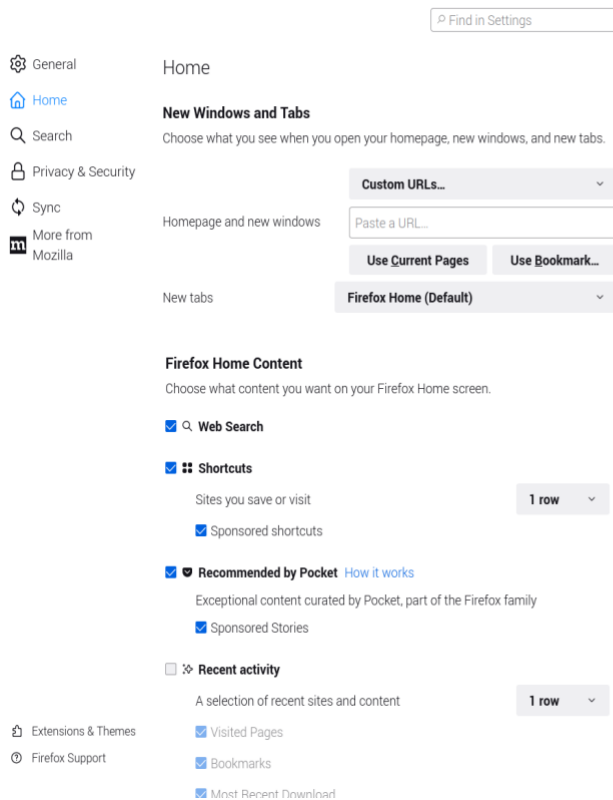 Find in Settings
General
Home
Search
Privacy & Security
Sync
More from
Mozilla
Extensions & Themes
Firefox Support
Home
New Windows and Tabs
Choose what you see when you open your homepage, new windows, and new tabs.
Homepage and new windows
Custom URLs...
Paste a URL...
Use Current Pages
Use Bookmark...
New tabs
Firefox Home (Default)
Firefox Home Content
Choose what content you want on your Firefox Home screen.
Web Search
Shortcuts
Sites you save or visit
1 row
Sponsored shortcuts
Recommended by Pocket How it works
Exceptional content curated by Pocket, part of the Firefox family
Sponsored Stories
Recent activity
A selection of recent sites and content
1 row
Visited Pages
Bookmarks
Most Recent Download